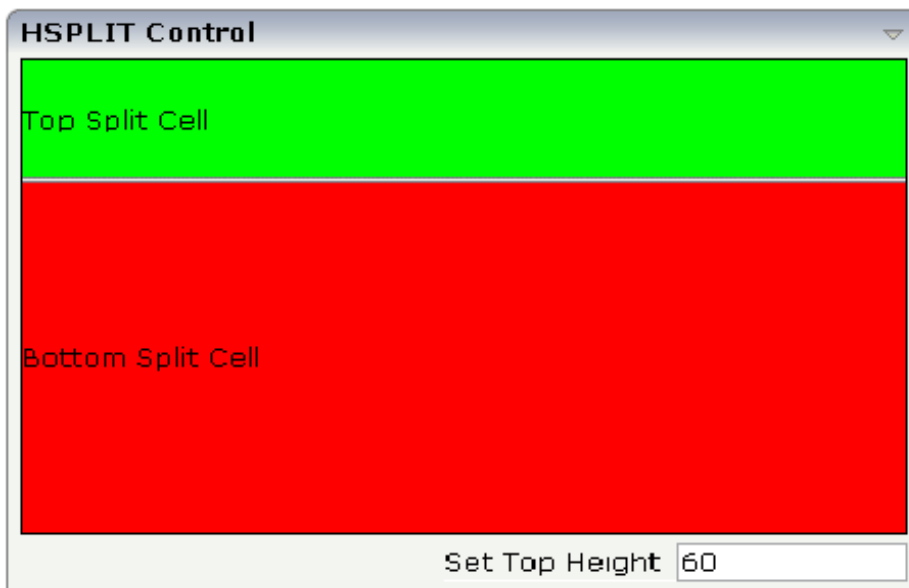 HSPLIT Control
Top Split Cell
Bottom Split Cell
Set Top Height 60